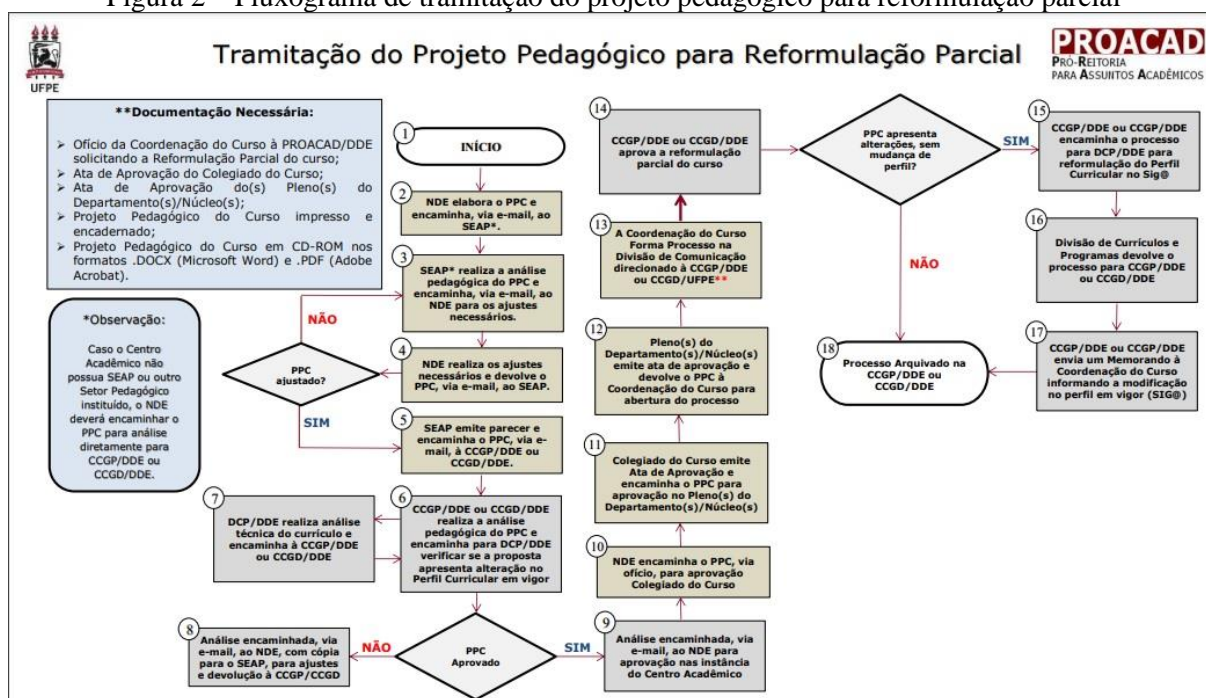 Figura 2 – Fluxograma de tramitação do projeto pedagógico para reformulação parcial
UFPE
Tramitação do Projeto Pedagógico para Reformulação Parcial
PROACAD
PRÓ-REITORIA
PARA ASSUNTOS ACADÊMICOS
**Documentação Necessária:
➢ Ofício da Coordenação do Curso à PROACAD/DDE
solicitando a Reformulação Parcial do curso;
➢ Ata de Aprovação do Colegiado do Curso;
➢ Ata de Aprovação do(s) Pleno(s) do
Departamento(s)/Núcleo(s);
➢ Projeto Pedagógico do Curso impresso e
encadernado;
➢ Projeto Pedagógico do Curso em CD-ROM nos
formatos .DOCX (Microsoft Word) e .PDF (Adobe
Acrobat).
*Observação:
Caso o Centro
Acadêmico não
possua SEAP ou outro
Setor Pedagógico
instituído, o NDE
deverá encaminhar o
PPC para análise
diretamente para
CCGP/DDE ou
CCGD/DDE.
1
INÍCIO
2
NDE elabora o PPC e
encaminha, via e-mail, ao
SEAP*.
3
SEAP* realiza a análise
pedagógica do PPC e
encaminha, via e-mail, ao
NDE para os ajustes
necessários.
4
NDE realiza os ajustes
necessários e devolve o
PPC, via e-mail, ao SEAP.
NÃO
PPC
ajustado?
SIM
5
SEAP emite parecer e
encaminha o PPC, via e-
mail, à CCGP/DDE ou
CCGD/DDE.
6
CCGP/DDE ou CCGD/DDE
realiza a análise
pedagógica do PPC e
encaminha para DCP/DDE
verificar se a proposta
apresenta alteração no
Perfil Curricular em vigor
7
DCP/DDE realiza análise
técnica do currículo e
encaminha à CCGP/DDE
ou CCGD/DDE
PPC
Aprovado
NÃO
8
Análise encaminhada, via
e-mail, ao NDE, com cópia
para o SEAP, para ajustes
e devolução à CCGP/CCGD
SIM
9
Análise encaminhada, via
e-mail, ao NDE para
aprovação nas instância
do Centro Acadêmico
10
NDE encaminha o PPC, via
ofício, para aprovação
Colegiado do Curso
11
Colegiado do Curso emite
Ata de Aprovação e
encaminha o PPC para
aprovação no Pleno(s) do
Departamento(s)/Núcleo(s)
12
Pleno(s) do
Departamento(s)/Núcleo(s)
emite ata de aprovação e
devolve o PPC à
Coordenação do Curso para
abertura do processo
13
A Coordenação do Curso
Forma Processo na
Divisão de Comunicação
direcionado à CCGP/DDE
ou CCGD/UFPE**
14
CCGP/DDE ou CCGD/DDE
aprova a reformulação
parcial do curso
PPC apresenta
alterações, sem
mudança de
perfil?
SIM
NÃO
15
CCGP/DDE ou CCGP/DDE
encaminha o processo
para DCP/DDE para
reformulação do Perfil
Curricular no Sig@
16
Divisão de Currículos e
Programas devolve o
processo para CCGP/DDE
ou CCGD/DDE
17
CCGP/DDE ou CCGP/DDE
envia um Memorando à
Coordenação do Curso
informando a modificação
no perfil em vigor (SIG@)
18
Processo Arquivado na
CCGP/DDE ou
CCGD/DDE